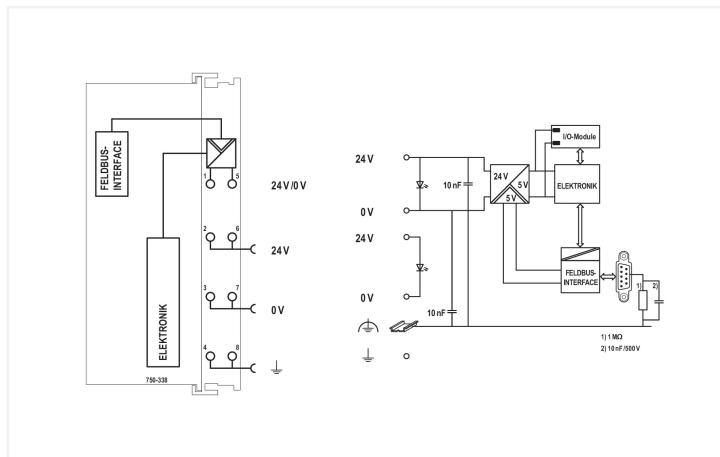 FELDBUS-
INTERFACE
ELEKTRONIK
750-338
1 5
24 V /0 V
2 6
24 V
3 7
0 V
4 8
24 V
0 V
24 V
0 V
10 nF
10 nF
24 V
5 V
5 V
I/O-Module
ELEKTRONIK
FELDBUS-
INTERFACE
1)
2)
1) 1 MΩ
2) 10 nF/500 V